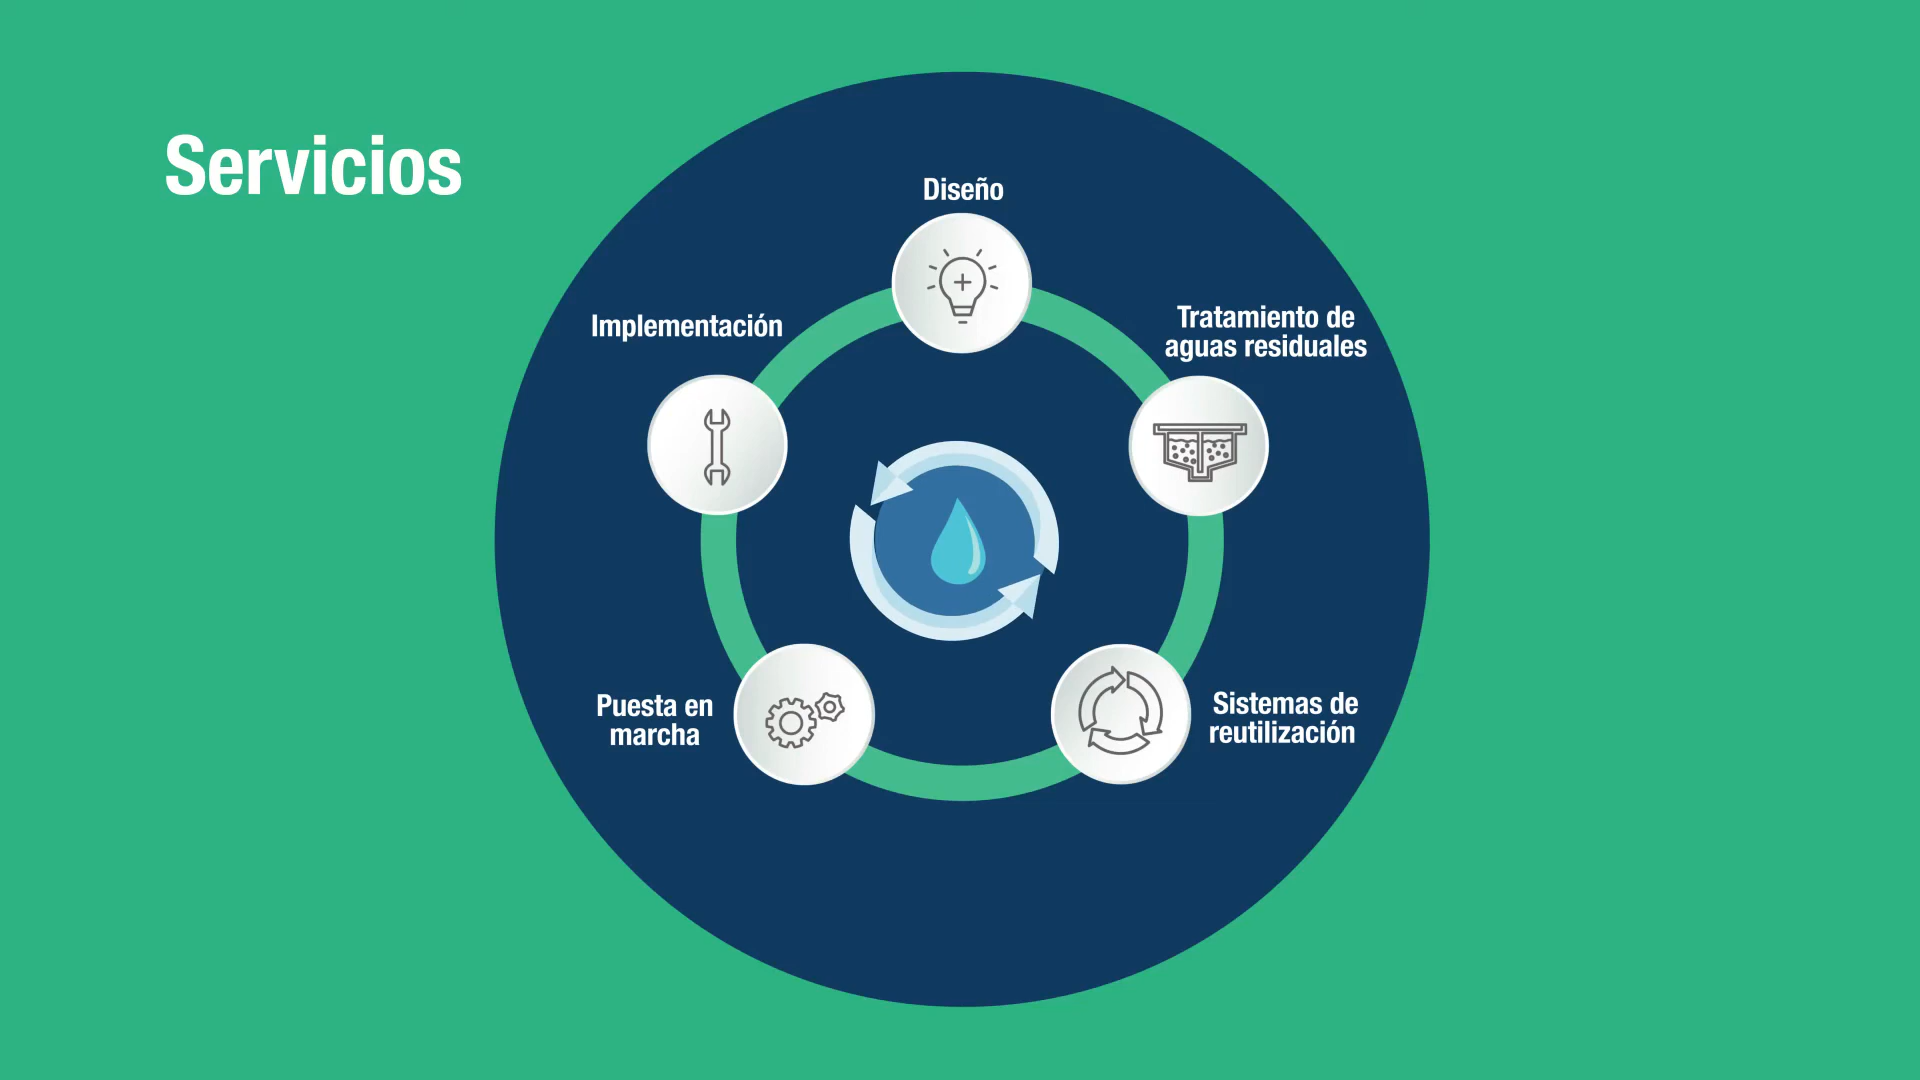 Servicios
Diseño
Implementación
Tratamiento de
aguas residuales
Puesta en
marcha
Sistemas de
reutilización